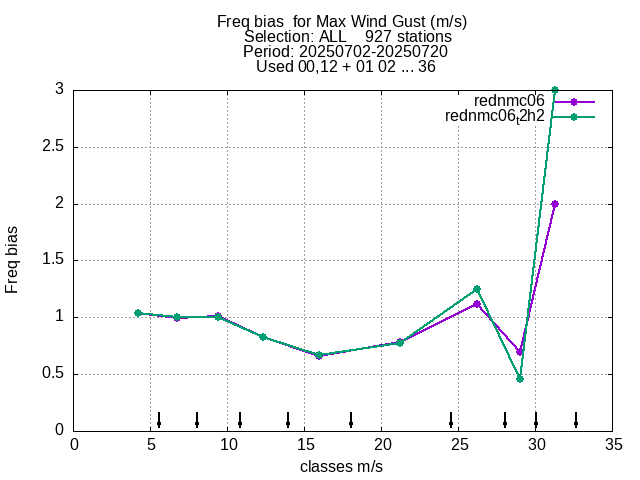 Freq bias  for Max Wind Gust (m/s)
Selection: ALL    927 stations
Period: 20250702-20250720
Used 00,12 + 01 02 ... 36
rednmc06
rednmc06,2h2
3
2.5
2
1.5
1
0.5
0
Freq bias
0 5 10 15 20 25 30 35
classes m/s